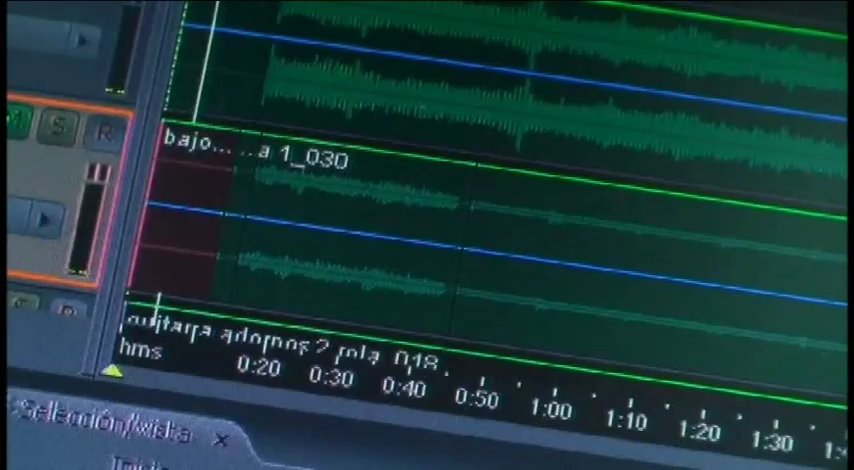 M S R
bajo... ...a 1_030
guitarra adornos 2 rola 018
hms 0:20 0:30 0:40 0:50 1:00 1:10 1:20 1:30
S R
Selección/vista x